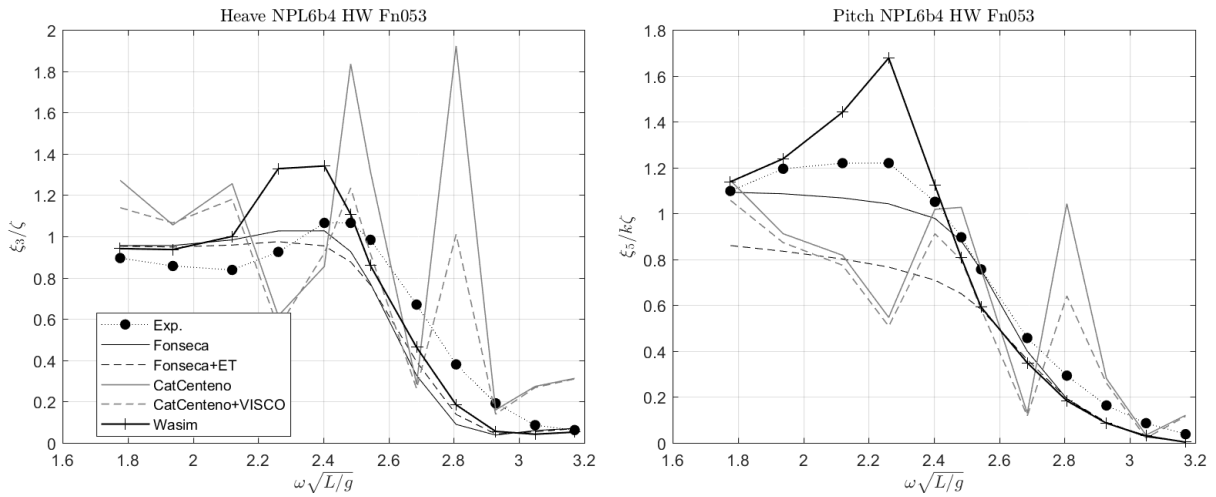 Heave NPL6b4 HW Fn053
2
1.8
1.6
1.4
1.2
1
0.8
0.6
0.4
0.2
0
ξ3/ζ
Exp.
Fonseca
Fonseca+ET
CatCenteno
CatCenteno+VISCO
Wasim
1.6 1.8 2 2.2 2.4 2.6 2.8 3 3.2
ω√L/g
Pitch NPL6b4 HW Fn053
1.8
1.6
1.4
1.2
1
0.8
0.6
0.4
0.2
0
ξ5/kζ
1.6 1.8 2 2.2 2.4 2.6 2.8 3 3.2
ω√L/g